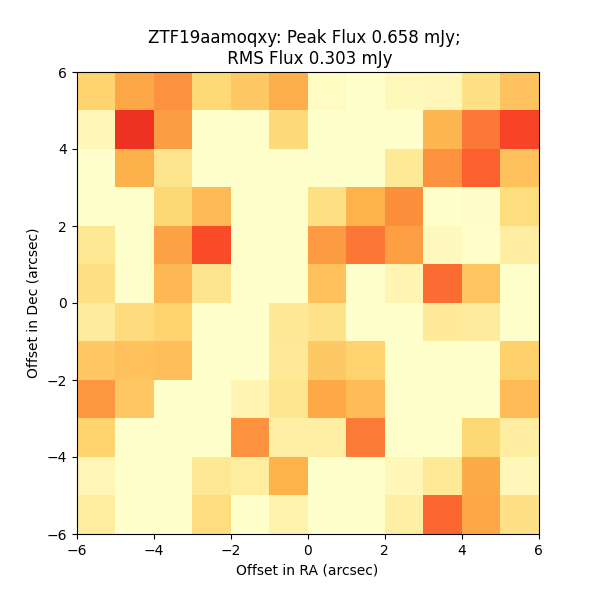 ZTF19aamoqxy: Peak Flux 0.658 mJy;
RMS Flux 0.303 mJy
6
4
2
0
−2
−4
−6
Offset in Dec (arcsec)
−6 −4 −2 0 2 4 6
Offset in RA (arcsec)